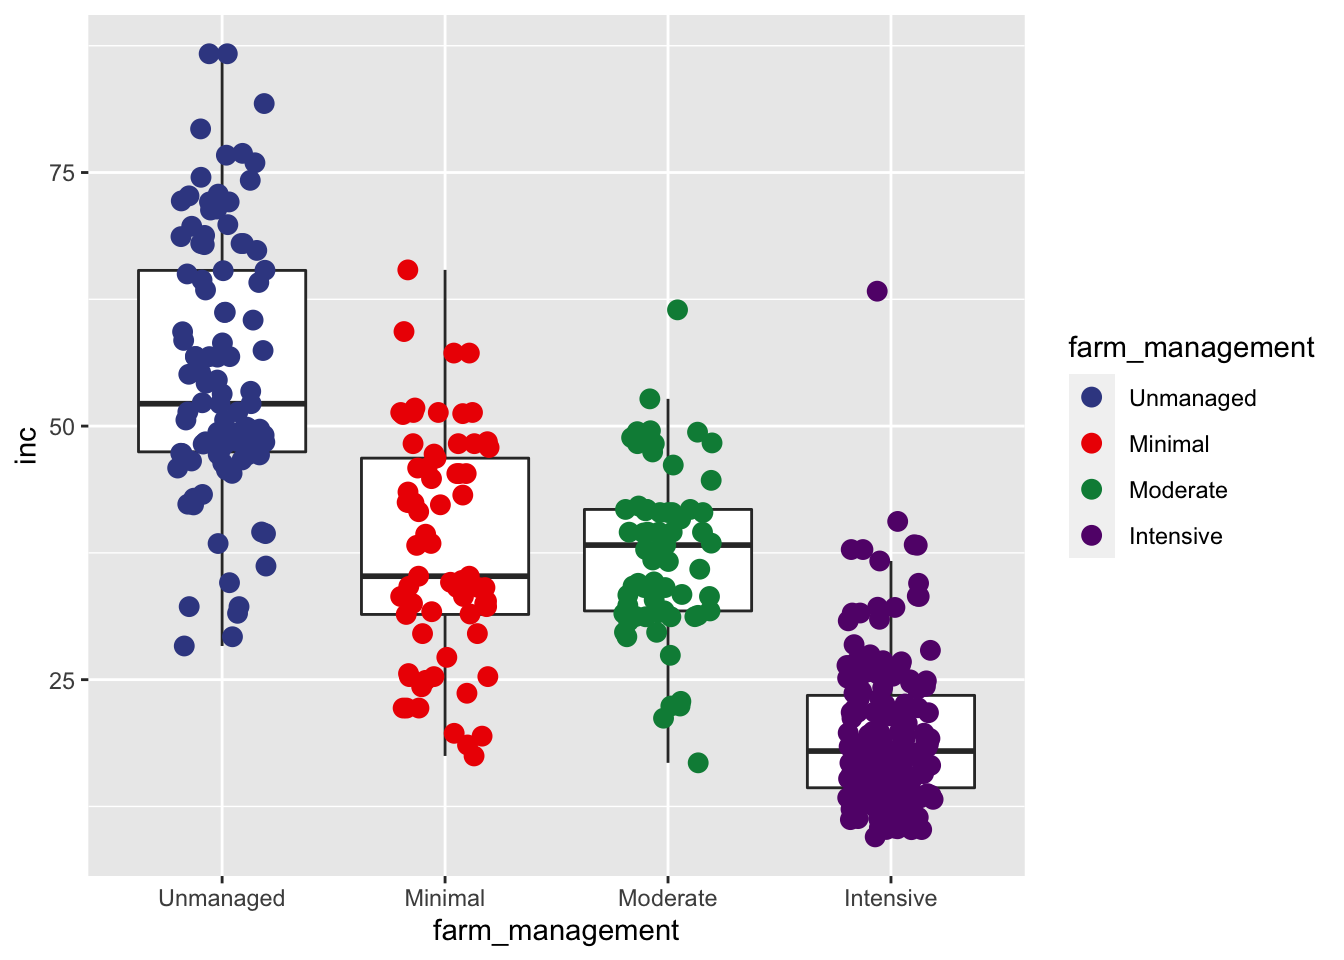 75
50
25
inc
Unmanaged
Minimal
Moderate
Intensive
farm_management
farm_management
Unmanaged
Minimal
Moderate
Intensive